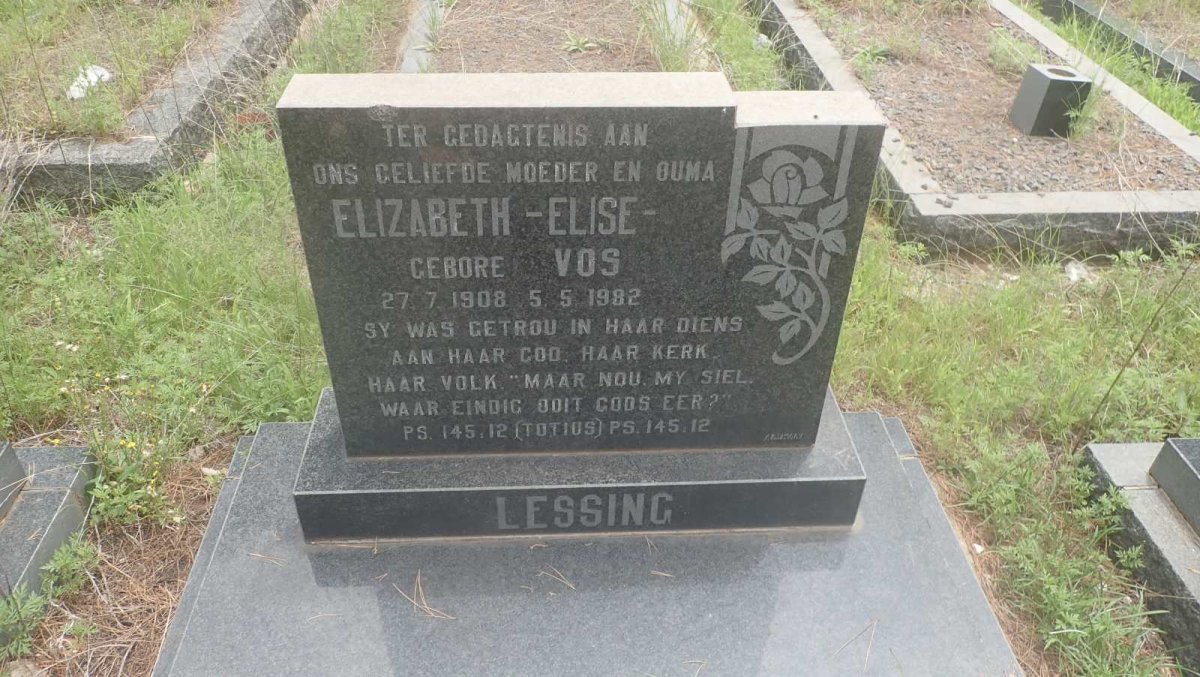 TER GEDAGTENIS AAN
ONS GELIEFDE MOEDER EN OUMA
ELIZABETH -ELISE-
GEBORE VOS
27.7.1908 5.5.1982
SY WAS GETROU IN HAAR DIENS
AAN HAAR GOD. HAAR KERK.
HAAR VOLK "MAAR NOU, MY SIEL.
WAAR EINDIG OOIT GODS EER?"
PS. 145.12 (TOTIUS) PS. 145.12
LESSING